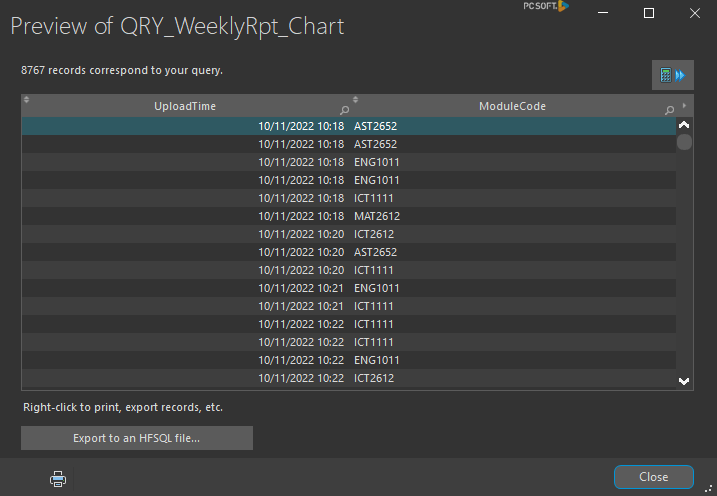 PC SOFT
Preview of QRY_WeeklyRpt_Chart
8767 records correspond to your query.
UploadTime ModuleCode
10/11/2022 10:18 AST2652
10/11/2022 10:18 AST2652
10/11/2022 10:18 ENG1011
10/11/2022 10:18 ENG1011
10/11/2022 10:18 ICT1111
10/11/2022 10:18 MAT2612
10/11/2022 10:20 ICT2612
10/11/2022 10:20 AST2652
10/11/2022 10:20 ICT1111
10/11/2022 10:21 ENG1011
10/11/2022 10:21 ICT1111
10/11/2022 10:22 ICT1111
10/11/2022 10:22 ICT1111
10/11/2022 10:22 ENG1011
10/11/2022 10:22 ICT2612
Right-click to print, export records, etc.
Export to an HFSQL file...
Close